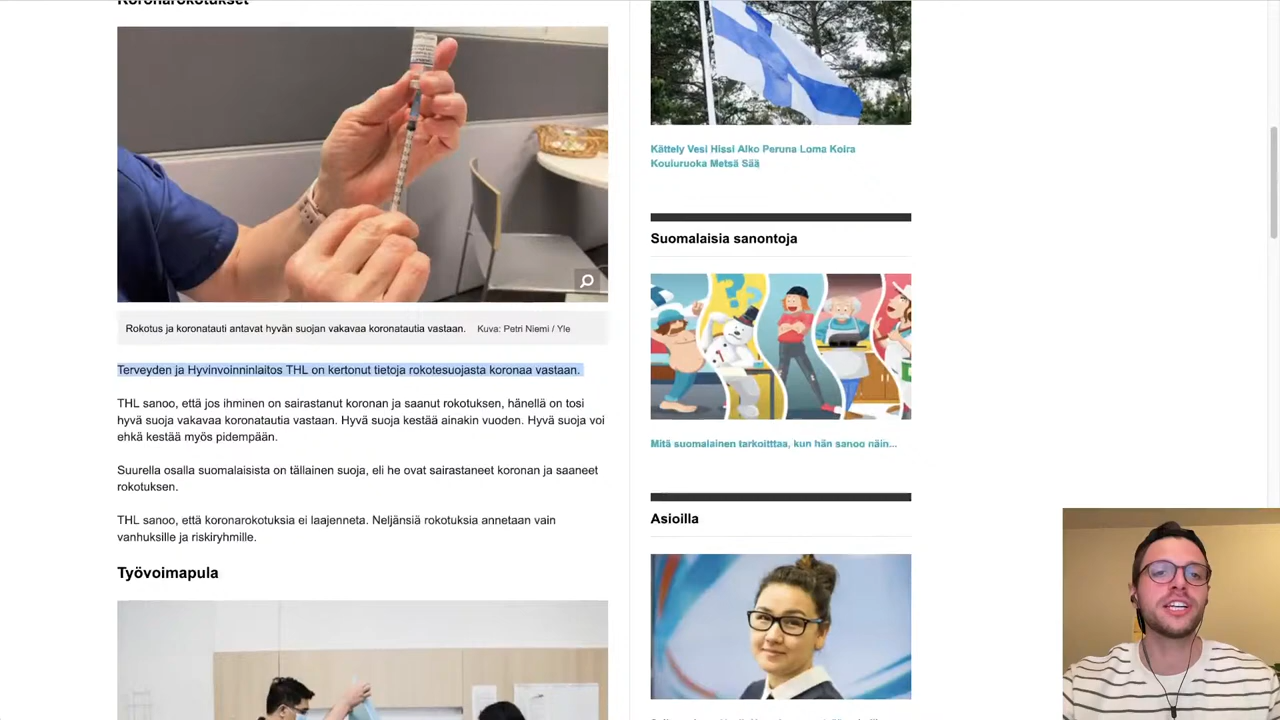 Koronarokotukset
Rokotus ja koronatauti antavat hyvän suojan vakavaa koronatautia vastaan. Kuva: Petri Niemi / Yle
Terveyden ja Hyvinvoinninlaitos THL on kertonut tietoja rokotesuojasta koronaa vastaan.
THL sanoo, että jos ihminen on sairastanut koronan ja saanut rokotuksen, hänellä on tosi
hyvä suoja vakavaa koronatautia vastaan. Hyvä suoja kestää ainakin vuoden. Hyvä suoja voi
ehkä kestää myös pidempään.
Suurella osalla suomalaisista on tällainen suoja, eli he ovat sairastaneet koronan ja saaneet
rokotuksen.
THL sanoo, että koronarokotuksia ei laajenneta. Neljänsiä rokotuksia annetaan vain
vanhuksille ja riskiryhmille.
Työvoimapula
Kättely Vesi Hissi Alko Peruna Loma Koira
Kouluruoka Metsä Sää
Suomalaisia sanontoja
Mitä suomalainen tarkoitttaa, kun hän sanoo näin...
Asioilla